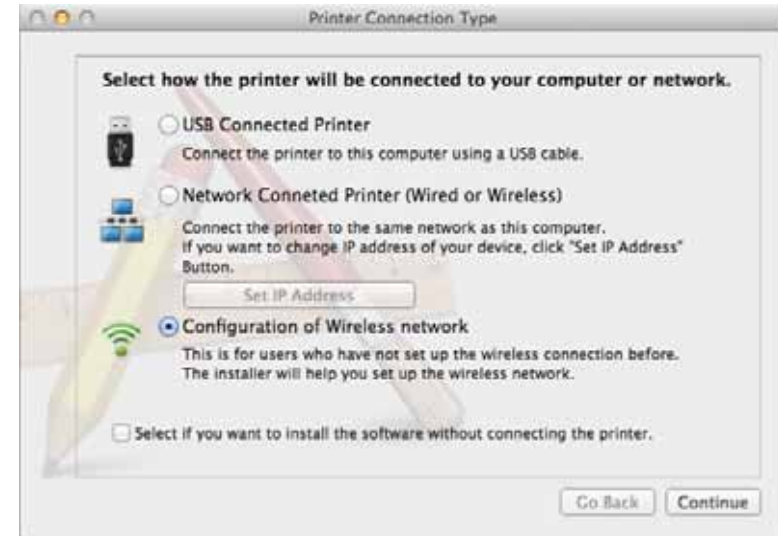 Printer Connection Type
Select how the printer will be connected to your computer or network.
USB Connected Printer
Connect the printer to this computer using a USB cable.
Network Conneted Printer (Wired or Wireless)
Connect the printer to the same network as this computer.
If you want to change IP address of your device, click "Set IP Address"
Button.
Set IP Address
Configuration of Wireless network
This is for users who have not set up the wireless connection before.
The installer will help you set up the wireless network.
Select if you want to install the software without connecting the printer.
Go Back Continue